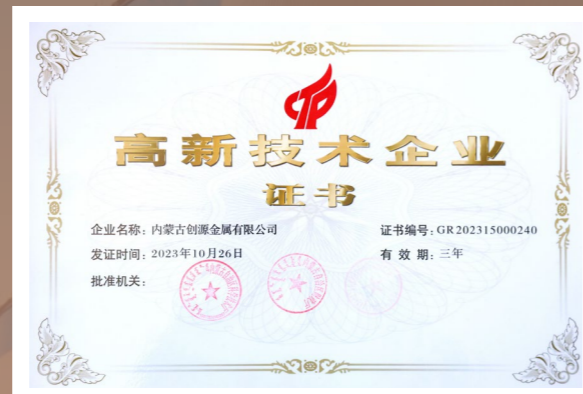 高新技术企业
证书
企业名称：内蒙古创源金属有限公司
证书编号：GR202315000240
发证时间：2023年10月26日
有效期：三年
批准机关：